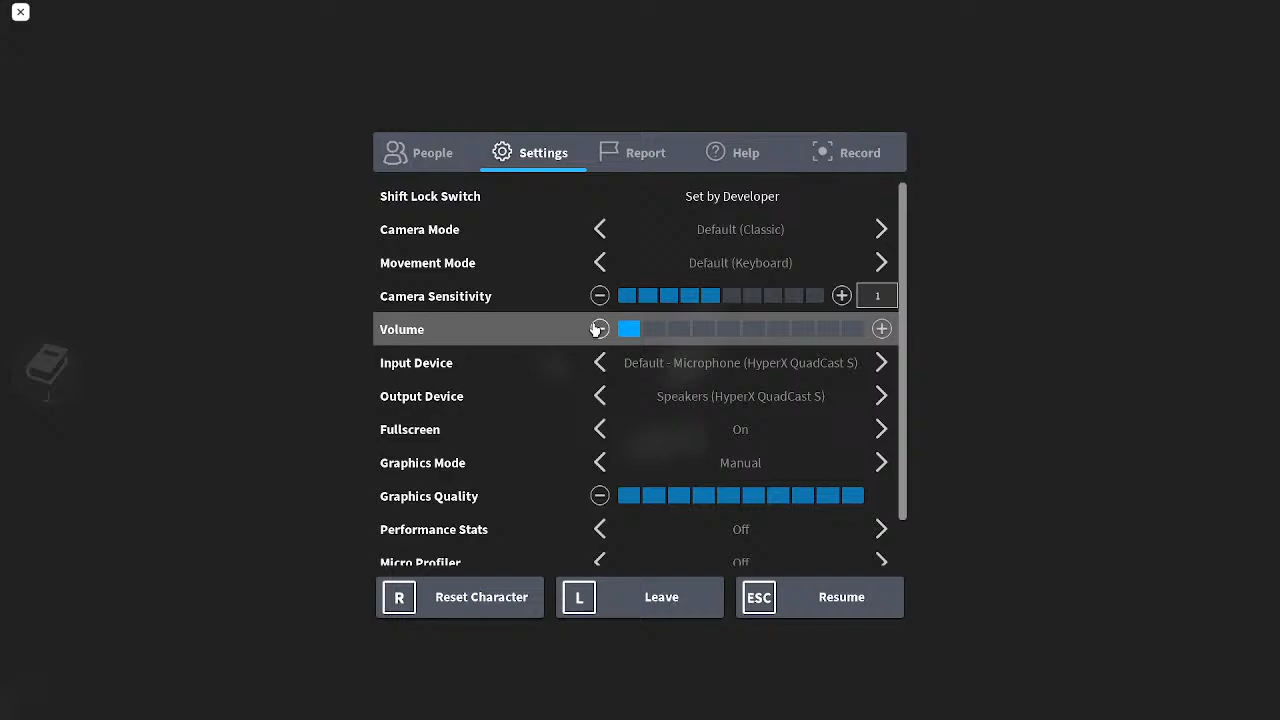 People Settings Report Help Record
Shift Lock Switch Set by Developer
Camera Mode Default (Classic)
Movement Mode Default (Keyboard)
Camera Sensitivity 1
Volume
Input Device Default - Microphone (HyperX QuadCast S)
Output Device Speakers (HyperX QuadCast S)
Fullscreen On
Graphics Mode Manual
Graphics Quality
Performance Stats Off
Micro Profiler Off
R Reset Character L Leave ESC Resume